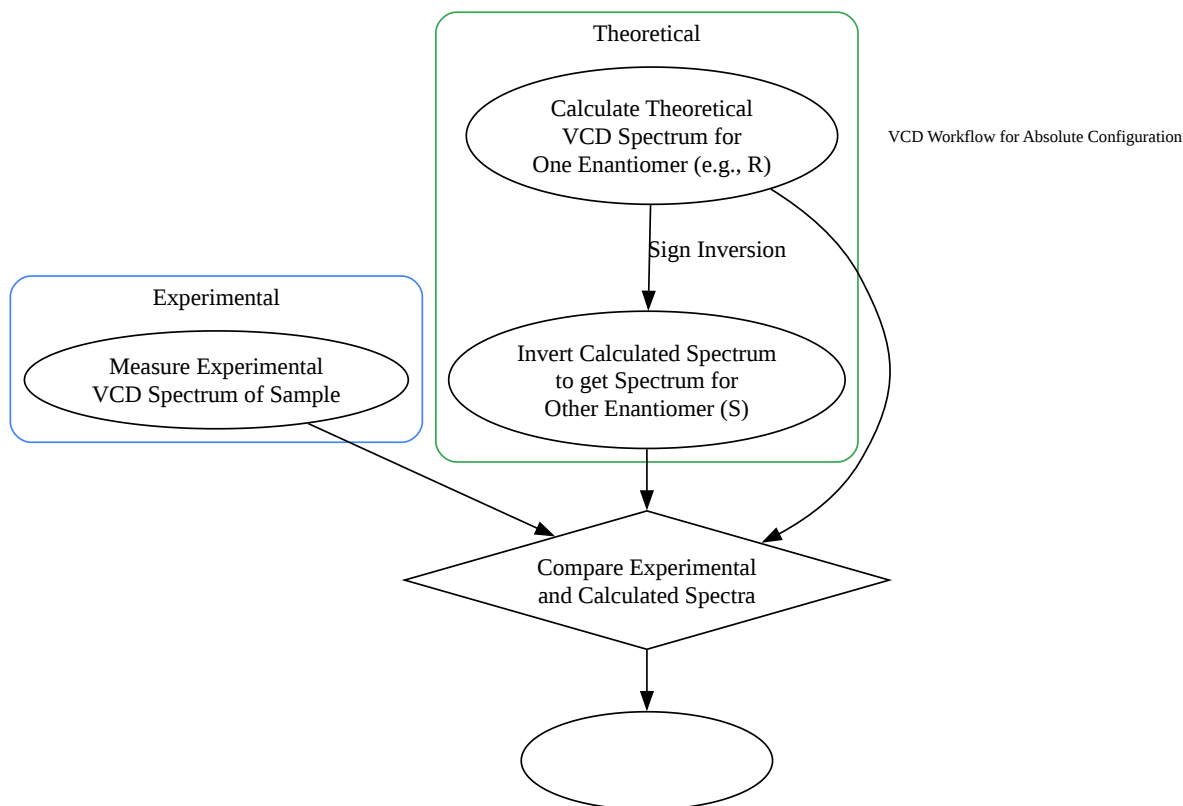 Theoretical
Calculate Theoretical
VCD Spectrum for
One Enantiomer (e.g., R)
VCD Workflow for Absolute Configuration
Sign Inversion
Experimental
Measure Experimental
VCD Spectrum of Sample
Invert Calculated Spectrum
to get Spectrum for
Other Enantiomer (S)
Compare Experimental
and Calculated Spectra